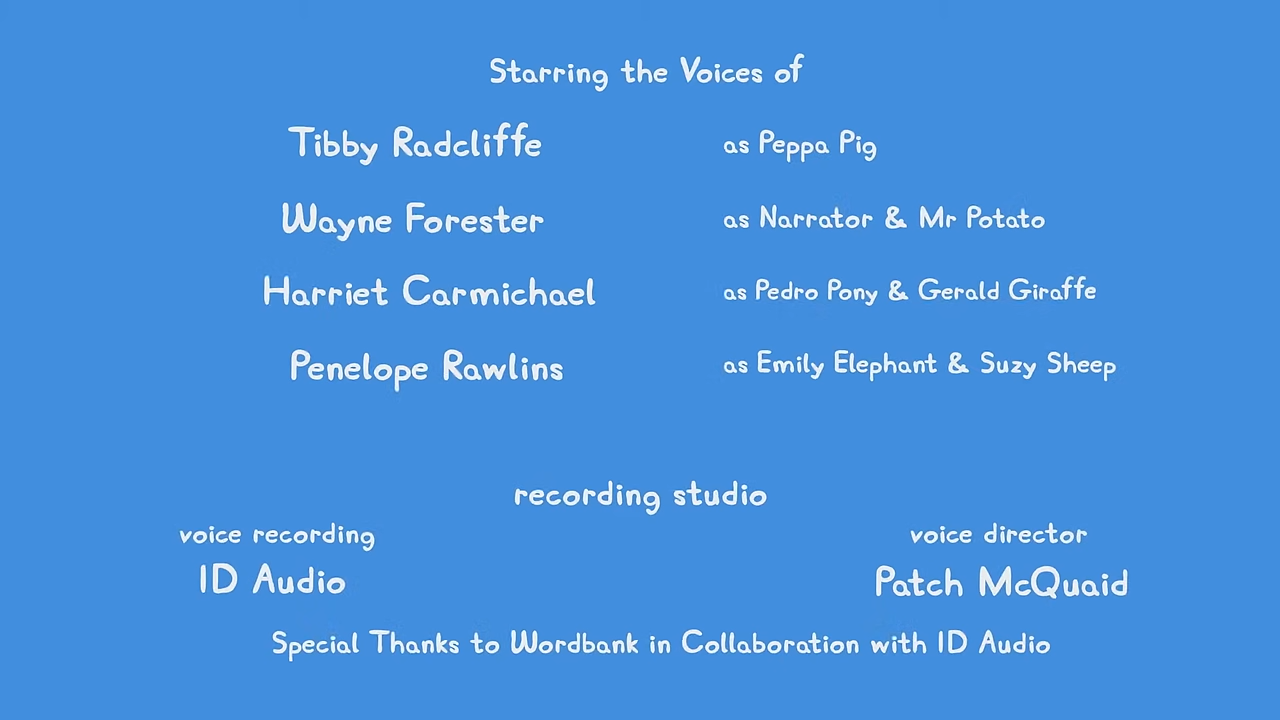 Starring the Voices of
Tibby Radcliffe as Peppa Pig
Wayne Forester as Narrator & Mr Potato
Harriet Carmichael as Pedro Pony & Gerald Giraffe
Penelope Rawlins as Emily Elephant & Suzy Sheep
recording studio
voice recording voice director
ID Audio Patch McQuaid
Special Thanks to Wordbank in Collaboration with ID Audio